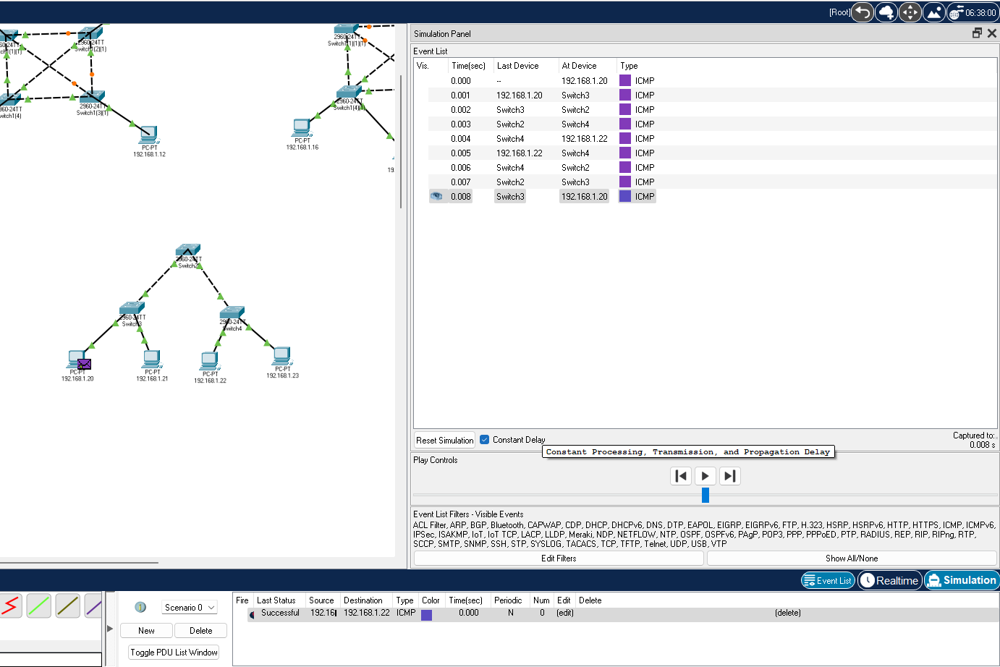 [Root]
06:38:00
2960-24TT
Switch1(2)(1)
2960-24TT
Switch1(3)(1)
PC-PT
192.168.1.12
2960-24TT
Switch1(1)(1)(1)
2960-24TT
Switch1(4)(1)
PC-PT
192.168.1.16
2960-24TT
Switch2
2960-24TT
Switch3
2960-24TT
Switch4
PC-PT
192.168.1.20
PC-PT
192.168.1.21
PC-PT
192.168.1.22
PC-PT
192.168.1.23
Simulation Panel
Event List
Vis. Time(sec) Last Device At Device Type
0.000 -- 192.168.1.20 ICMP
0.001 192.168.1.20 Switch3 ICMP
0.002 Switch3 Switch2 ICMP
0.003 Switch2 Switch4 ICMP
0.004 Switch4 192.168.1.22 ICMP
0.005 192.168.1.22 Switch4 ICMP
0.006 Switch4 Switch2 ICMP
0.007 Switch2 Switch3 ICMP
0.008 Switch3 192.168.1.20 ICMP
Reset Simulation Constant Delay
Captured to:
0.008 s
Constant Processing, Transmission, and Propagation Delay
Play Controls
Event List Filters - Visible Events
ACL Filter, ARP, BGP, Bluetooth, CAPWAP, CDP, DHCP, DHCPv6, DNS, DTP, EAPOL, EIGRP, EIGRPv6, FTP, H.323, HSRP, HSRPv6, HTTP, HTTPS, ICMP, ICMPv6,
IPSec, ISAKMP, IoT, IoT TCP, LACP, LLDP, Meraki, NDP, NETFLOW, NTP, OSPF, OSPFv6, PAgP, POP3, PPP, PPPoED, PTP, RADIUS, REP, RIP, RIPng, RTP,
SCCP, SMTP, SNMP, SSH, STP, SYSLOG, TACACS, TCP, TFTP, Telnet, UDP, USB, VTP
Edit Filters Show All/None
Event List Realtime Simulation
Scenario 0
New Delete
Toggle PDU List Window
Fire Last Status Source Destination Type Color Time(sec) Periodic Num Edit Delete
Successful 192.16 192.168.1.22 ICMP 0.000 N 0 (edit) (delete)